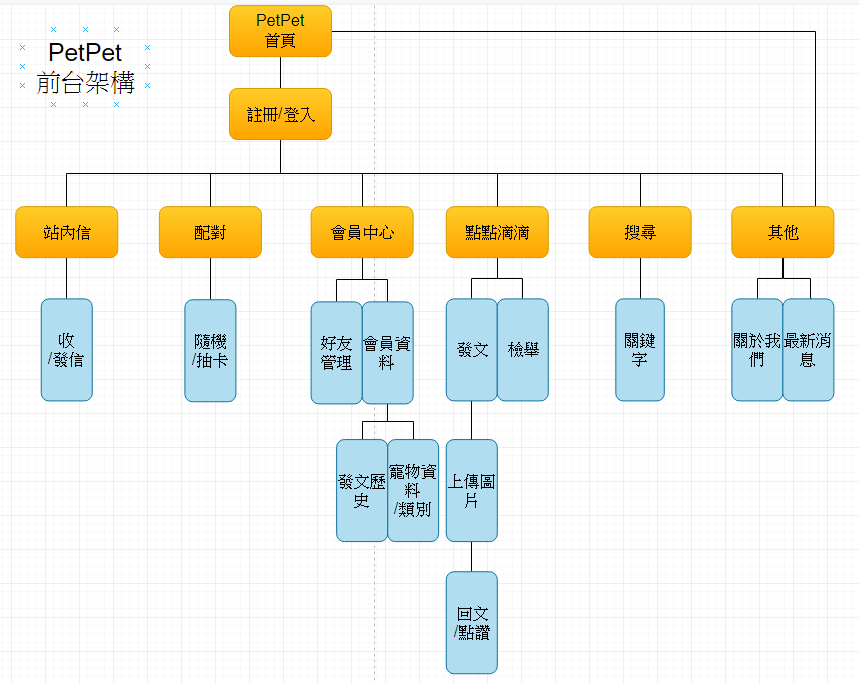 PetPet
前台架構
PetPet
首頁
註冊/登入
站內信
配對
會員中心
點點滴滴
搜尋
其他
收
/發信
隨機
/抽卡
好友
管理
會員資
料
發文
檢舉
關鍵
字
關於我
們
最新消
息
發文歷
史
寵物資
料
/類別
上傳圖
片
回文
/點讚